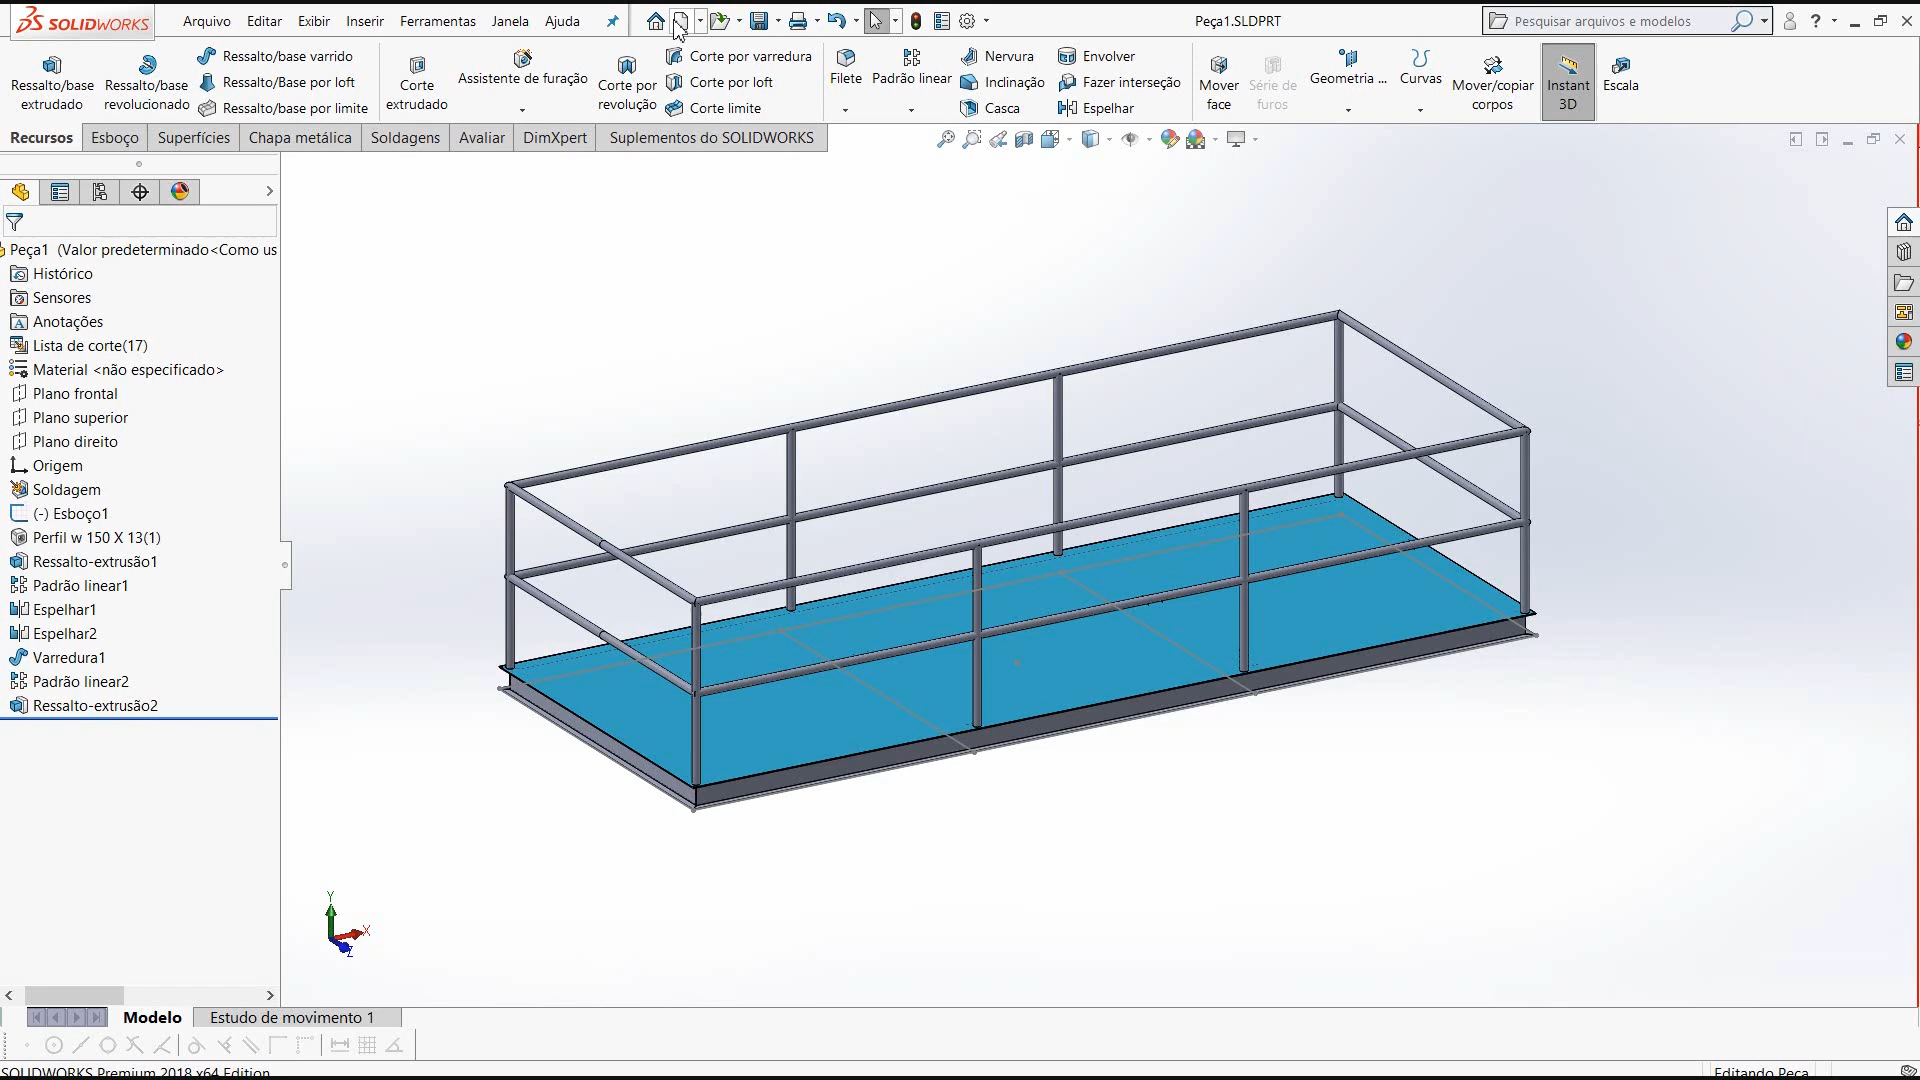 SOLIDWORKS
Arquivo Editar Exibir Inserir Ferramentas Janela Ajuda
Peça1.SLDPRT
Pesquisar arquivos e modelos
?
Ressalto/base extrudado
Ressalto/base revolucionado
Ressalto/Base varrido
Ressalto/Base por loft
Ressalto/base por limite
Corte extrudado
Assistente de furação
Corte por revolução
Corte por varredura
Corte por loft
Corte limite
Filete
Padrão linear
Nervura
Inclinação
Casca
Envolver
Fazer interseção
Espelhar
Mover face
Série de furos
Geometria ...
Curvas
Mover/copiar corpos
Instant 3D
Escala
Recursos Esboço Superfícies Chapa metálica Soldagens Avaliar DimXpert Suplementos do SOLIDWORKS
Peça1 (Valor predeterminado<Como us
Histórico
Sensores
Anotações
Lista de corte(17)
Material <não especificado>
Plano frontal
Plano superior
Plano direito
Origem
Soldagem
(-) Esboço1
Perfil w 150 X 13(1)
Ressalto-extrusão1
Padrão linear1
Espelhar1
Espelhar2
Varredura1
Padrão linear2
Ressalto-extrusão2
Y
X
Z
Modelo Estudo de movimento 1
SOLIDWORKS Premium 2018 x64 Edition
Editando Peça